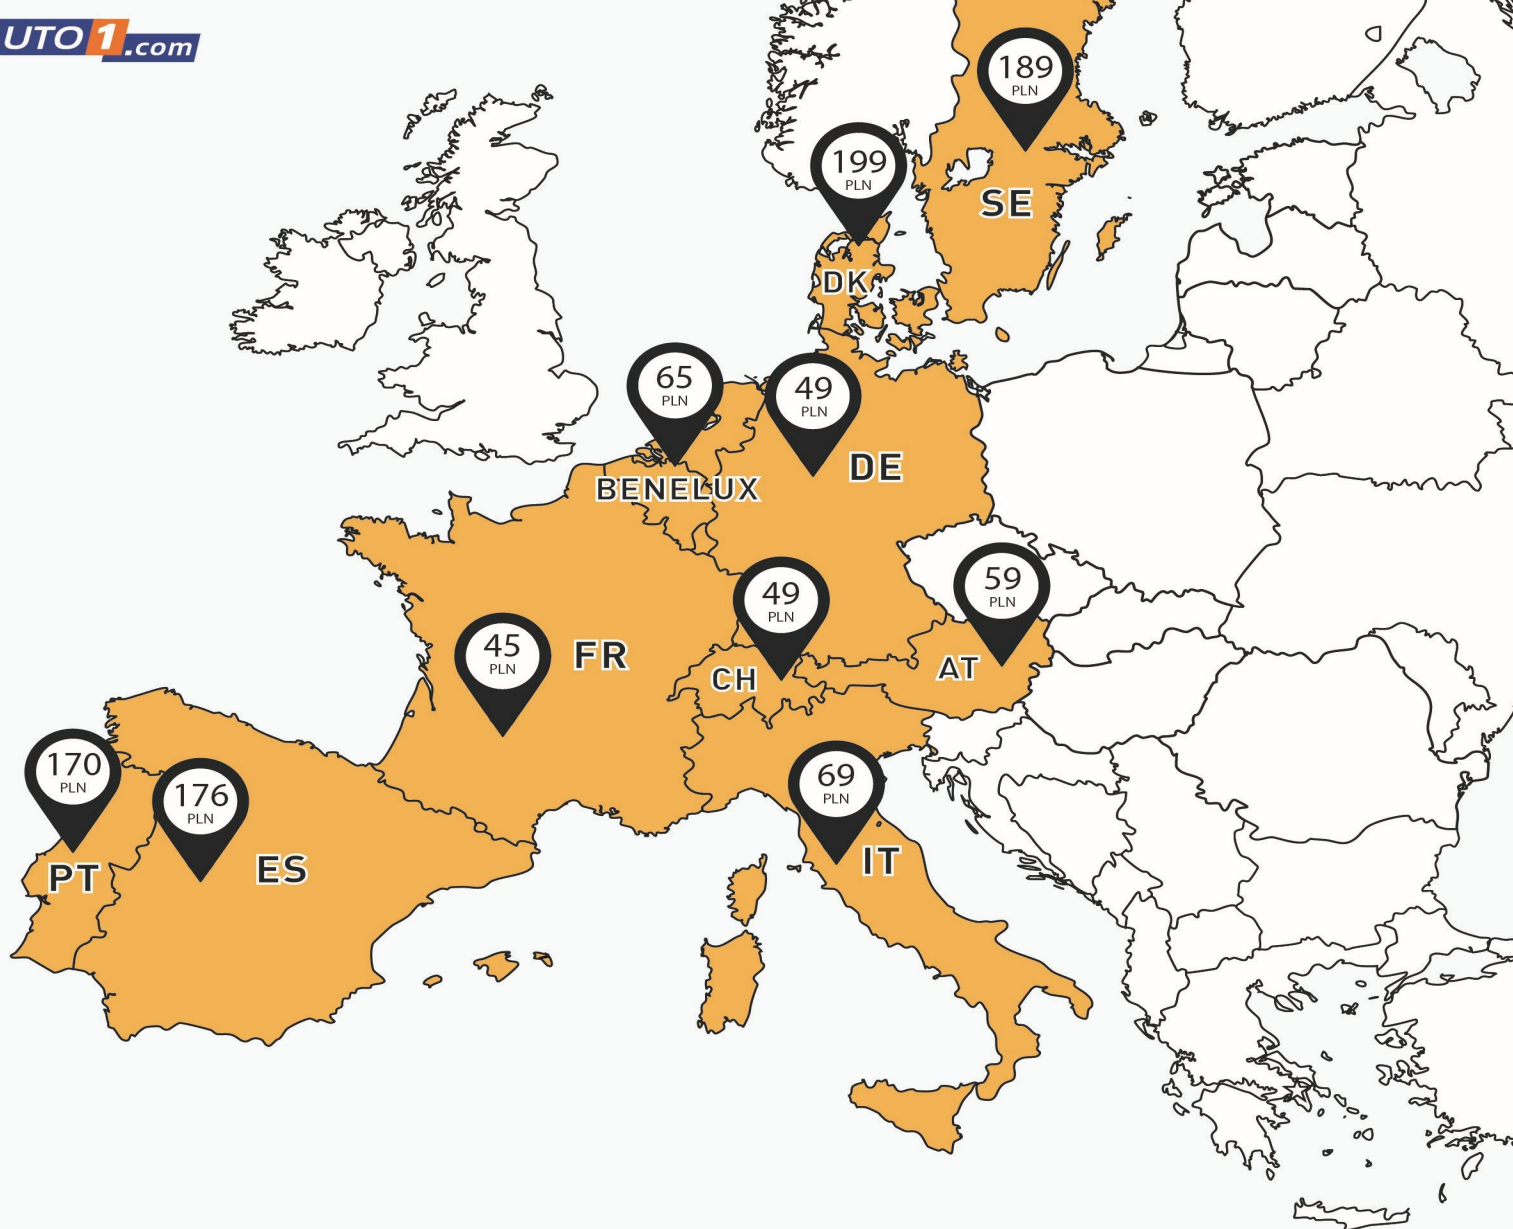 UTO1.com
189
PLN
SE
199
PLN
DK
65
PLN
BENELUX
49
PLN
DE
49
PLN
CH
59
PLN
AT
45
PLN
FR
170
PLN
PT
176
PLN
ES
69
PLN
IT